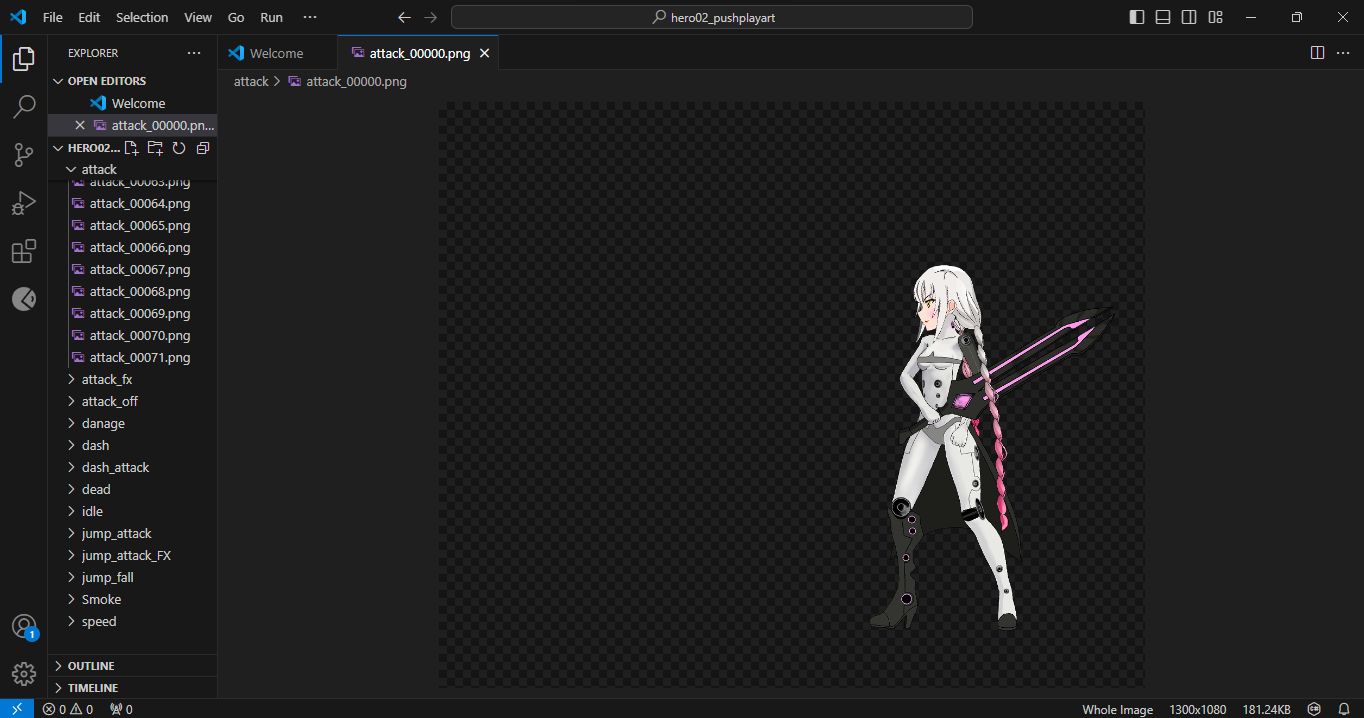 File Edit Selection View Go Run ···
hero02_pushplayart
EXPLORER ···
OPEN EDITORS
Welcome
attack_00000.pn...
HERO02...
attack
attack_00063.png
attack_00064.png
attack_00065.png
attack_00066.png
attack_00067.png
attack_00068.png
attack_00069.png
attack_00070.png
attack_00071.png
attack_fx
attack_off
danage
dash
dash_attack
dead
idle
jump_attack
jump_attack_FX
jump_fall
Smoke
speed
OUTLINE
TIMELINE
Welcome
attack_00000.png
attack > attack_00000.png
1
0 0 0
Whole Image 1300x1080 181.24KB